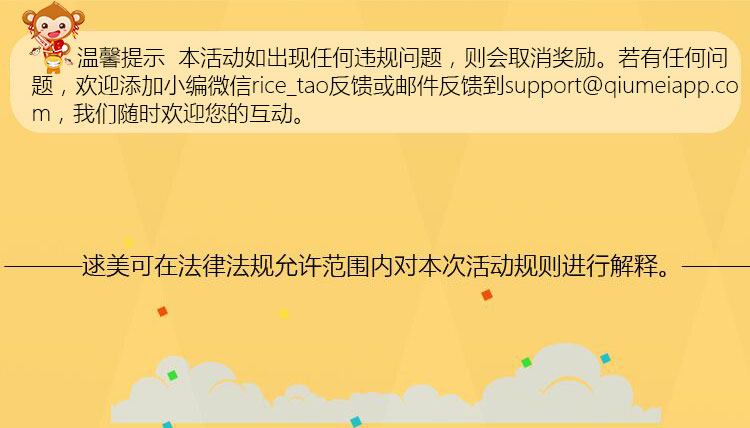 温馨提示 本活动如出现任何违规问题，则会取消奖励。若有任何问
题，欢迎添加小编微信rice_tao反馈或邮件反馈到support@qiumeiapp.co
m，我们随时欢迎您的互动。
———逑美可在法律法规允许范围内对本次活动规则进行解释。———